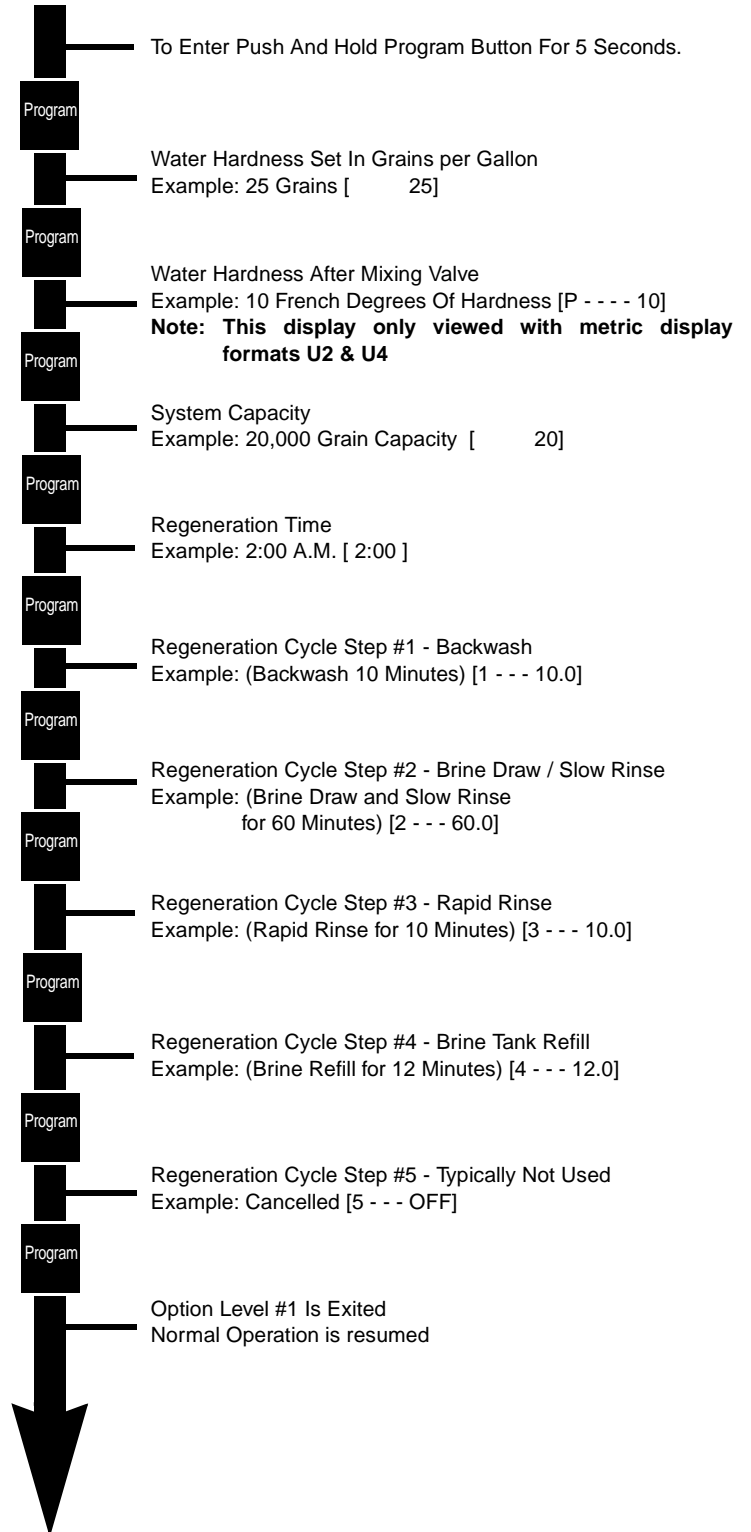 To Enter Push And Hold Program Button For 5 Seconds.
Program
Water Hardness Set In Grains per Gallon
Example: 25 Grains [ 25]
Program
Water Hardness After Mixing Valve
Example: 10 French Degrees Of Hardness [P - - - - 10]
Note: This display only viewed with metric display
formats U2 & U4
Program
System Capacity
Example: 20,000 Grain Capacity [ 20]
Program
Regeneration Time
Example: 2:00 A.M. [ 2:00 ]
Program
Regeneration Cycle Step #1 - Backwash
Example: (Backwash 10 Minutes) [1 - - - 10.0]
Program
Regeneration Cycle Step #2 - Brine Draw / Slow Rinse
Example: (Brine Draw and Slow Rinse
for 60 Minutes) [2 - - - 60.0]
Program
Regeneration Cycle Step #3 - Rapid Rinse
Example: (Rapid Rinse for 10 Minutes) [3 - - - 10.0]
Program
Regeneration Cycle Step #4 - Brine Tank Refill
Example: (Brine Refill for 12 Minutes) [4 - - - 12.0]
Program
Regeneration Cycle Step #5 - Typically Not Used
Example: Cancelled [5 - - - OFF]
Program
Option Level #1 Is Exited
Normal Operation is resumed